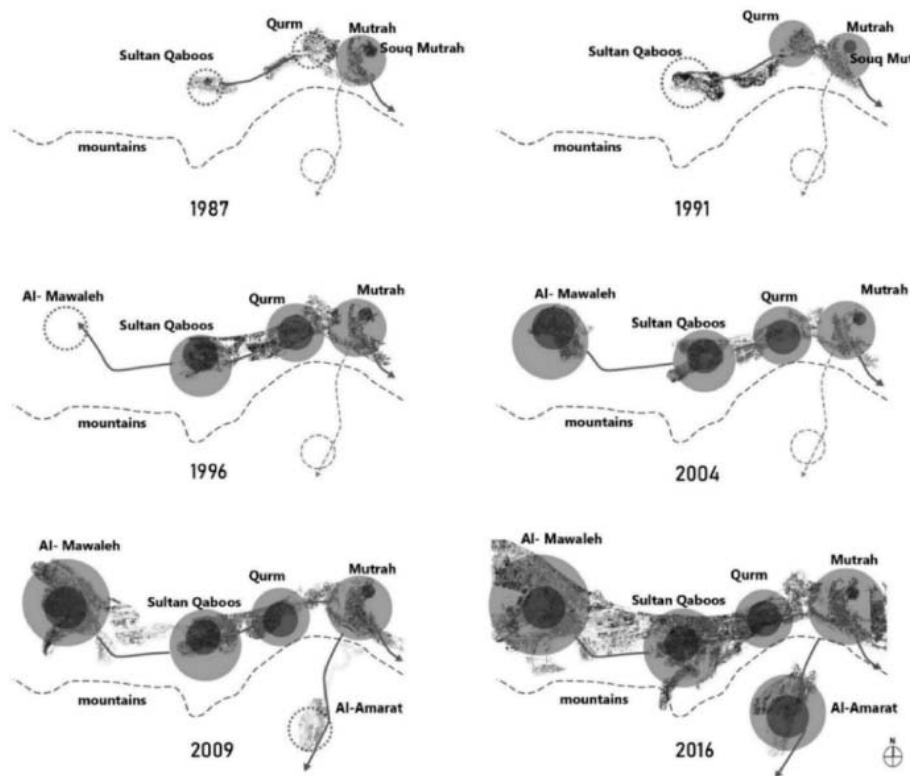 Qurm
Mutrah
Souq Mutrah
Sultan Qaboos
mountains
1987
Qurm
Mutrah
Souq Mut
Sultan Qaboos
mountains
1991
Al- Mawaleh
Sultan Qaboos
Qurm
Mutrah
mountains
1996
Al- Mawaleh
Sultan Qaboos
Qurm
Mutrah
mountains
2004
Al- Mawaleh
Sultan Qaboos
Qurm
Mutrah
mountains
Al-Amarat
2009
Al- Mawaleh
Sultan Qaboos
Qurm
Mutrah
mountains
Al-Amarat
2016
N